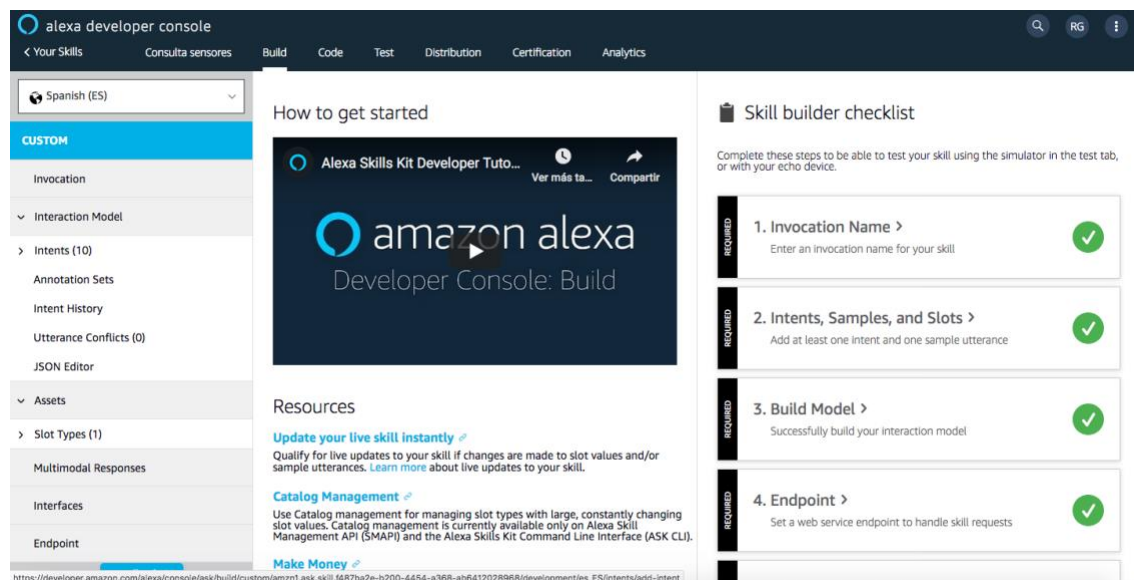 alexa developer console
RG
< Your Skills
Consulta sensores
Build
Code
Test
Distribution
Certification
Analytics
Spanish (ES)
CUSTOM
Invocation
Interaction Model
Intents (10)
Annotation Sets
Intent History
Utterance Conflicts (0)
JSON Editor
Assets
Slot Types (1)
Multimodal Responses
Interfaces
Endpoint
How to get started
Alexa Skills Kit Developer Tuto...
Ver más ta...
Compartir
amazon alexa
Developer Console: Build
Resources
Update your live skill instantly
Qualify for live updates to your skill if changes are made to slot values and/or
sample utterances. Learn more about live updates to your skill.
Catalog Management
Use Catalog management for managing slot types with large, constantly changing
slot values. Catalog management is currently available only on Alexa Skill
Management API (SMAPI) and the Alexa Skills Kit Command Line Interface (ASK CLI).
Make Money
Skill builder checklist
Complete these steps to be able to test your skill using the simulator in the test tab,
or with your echo device.
REQUIRED
1. Invocation Name >
Enter an invocation name for your skill
REQUIRED
2. Intents, Samples, and Slots >
Add at least one intent and one sample utterance
REQUIRED
3. Build Model >
Successfully build your interaction model
REQUIRED
4. Endpoint >
Set a web service endpoint to handle skill requests